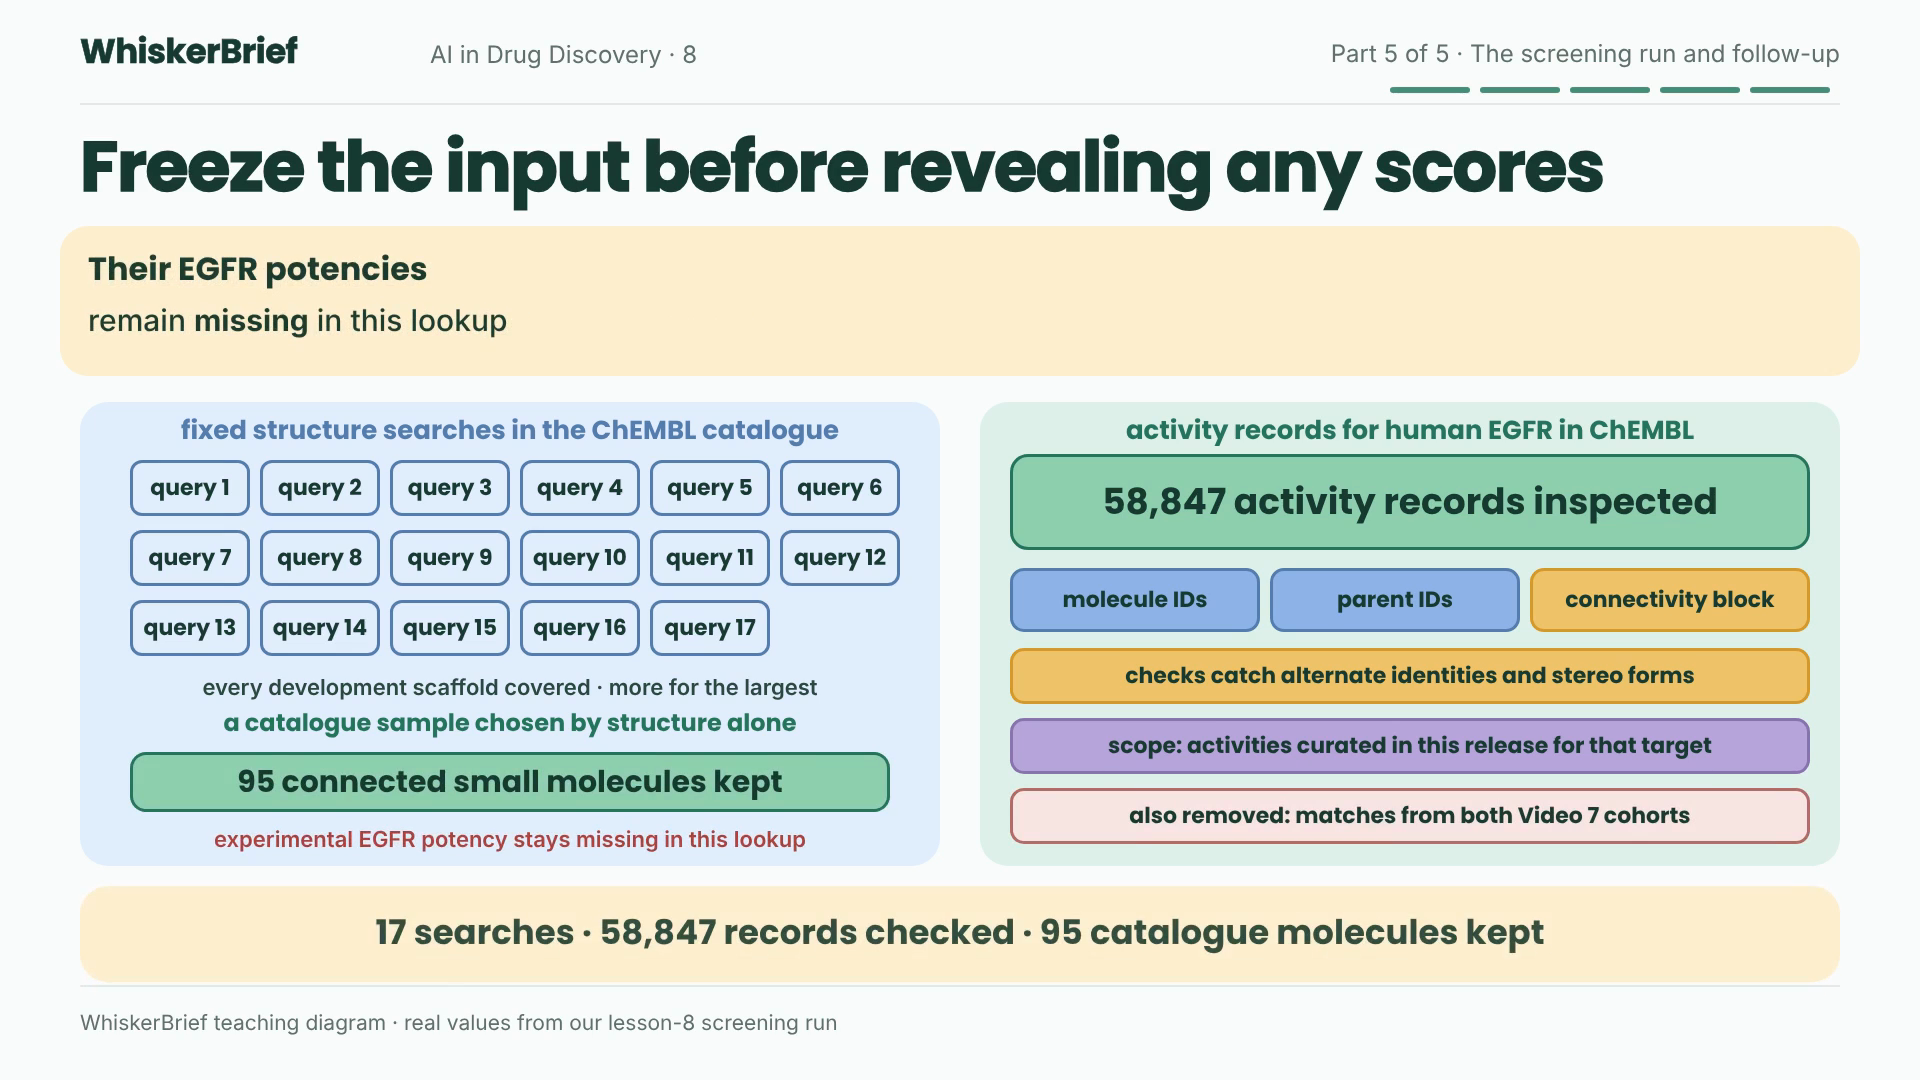 WhiskerBrief
AI in Drug Discovery · 8
Part 5 of 5 · The screening run and follow-up
Freeze the input before revealing any scores
Their EGFR potencies
remain missing in this lookup
fixed structure searches in the ChEMBL catalogue
query 1
query 2
query 3
query 4
query 5
query 6
query 7
query 8
query 9
query 10
query 11
query 12
query 13
query 14
query 15
query 16
query 17
every development scaffold covered · more for the largest
a catalogue sample chosen by structure alone
95 connected small molecules kept
experimental EGFR potency stays missing in this lookup
activity records for human EGFR in ChEMBL
58,847 activity records inspected
molecule IDs
parent IDs
connectivity block
checks catch alternate identities and stereo forms
scope: activities curated in this release for that target
also removed: matches from both Video 7 cohorts
17 searches · 58,847 records checked · 95 catalogue molecules kept
WhiskerBrief teaching diagram · real values from our lesson-8 screening run